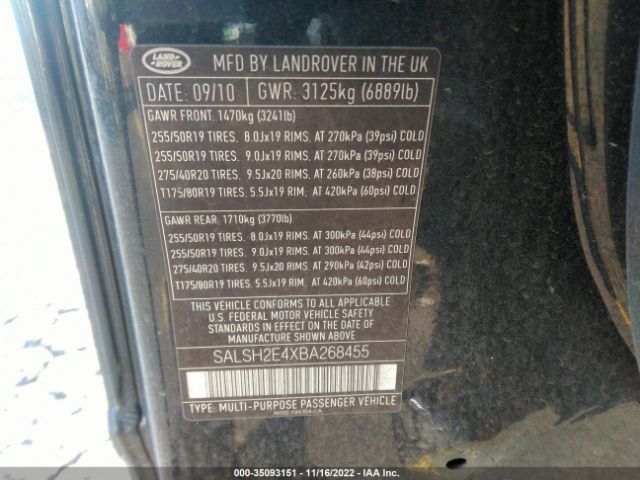 LAND ROVER
MFD BY LANDROVER IN THE UK
DATE: 09/10 GWR: 3125kg (6889lb)
GAWR FRONT: 1470kg (3241lb)
255/50R19 TIRES, 8.0Jx19 RIMS, AT 270kPa (39psi) COLD
255/50R19 TIRES, 9.0Jx19 RIMS, AT 270kPa (39psi) COLD
275/40R20 TIRES, 9.5Jx20 RIMS, AT 260kPa (38psi) COLD
T175/80R19 TIRES, 5.5Jx19 RIM, AT 420kPa (60psi) COLD
GAWR REAR: 1710kg (3770lb)
255/50R19 TIRES, 8.0Jx19 RIMS, AT 300kPa (44psi) COLD
255/50R19 TIRES, 9.0Jx19 RIMS, AT 300kPa (44psi) COLD
275/40R20 TIRES, 9.5Jx20 RIMS, AT 290kPa (42psi) COLD
T175/80R19 TIRES, 5.5Jx19 RIM, AT 420kPa (60psi) COLD
THIS VEHICLE CONFORMS TO ALL APPLICABLE
U.S. FEDERAL MOTOR VEHICLE SAFETY
STANDARDS IN EFFECT ON THE DATE OF
MANUFACTURE SHOWN ABOVE
SALSH2E4XBA268455
TYPE: MULTI-PURPOSE PASSENGER VEHICLE
000-35093151 - 11/16/2022 - IAA Inc.